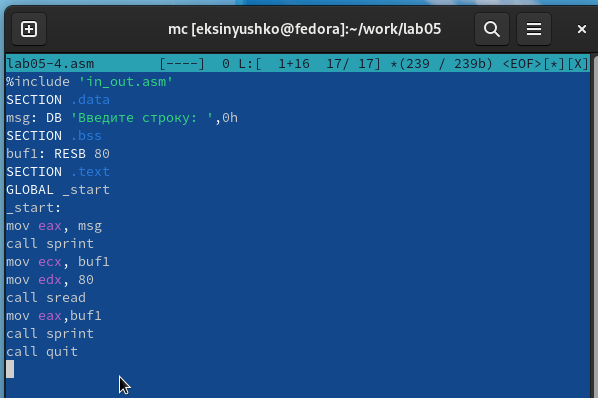 mc [eksinyushko@fedora]:~/work/lab05
lab05-4.asm [----] 0 L:[ 1+16 17/ 17] *(239 / 239b) <EOF>[*][X]
%include 'in_out.asm'
SECTION .data
msg: DB 'Введите строку: ',0h
SECTION .bss
buf1: RESB 80
SECTION .text
GLOBAL _start
_start:
mov eax, msg
call sprint
mov ecx, buf1
mov edx, 80
call sread
mov eax,buf1
call sprint
call quit